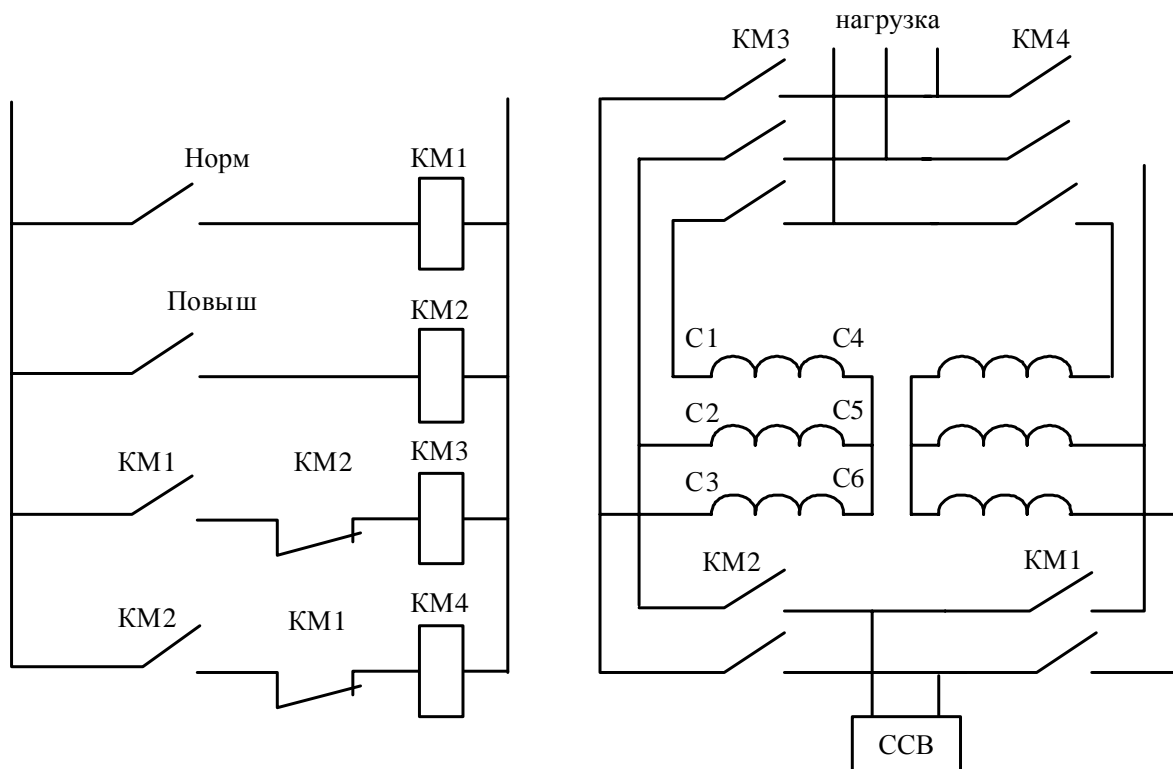 нагрузка
КМ3
КМ4
Норм
КМ1
Повыш
КМ2
С1
С4
С2
С5
КМ1
КМ2
КМ3
С3
С6
КМ2
КМ1
КМ2
КМ1
КМ4
ССВ